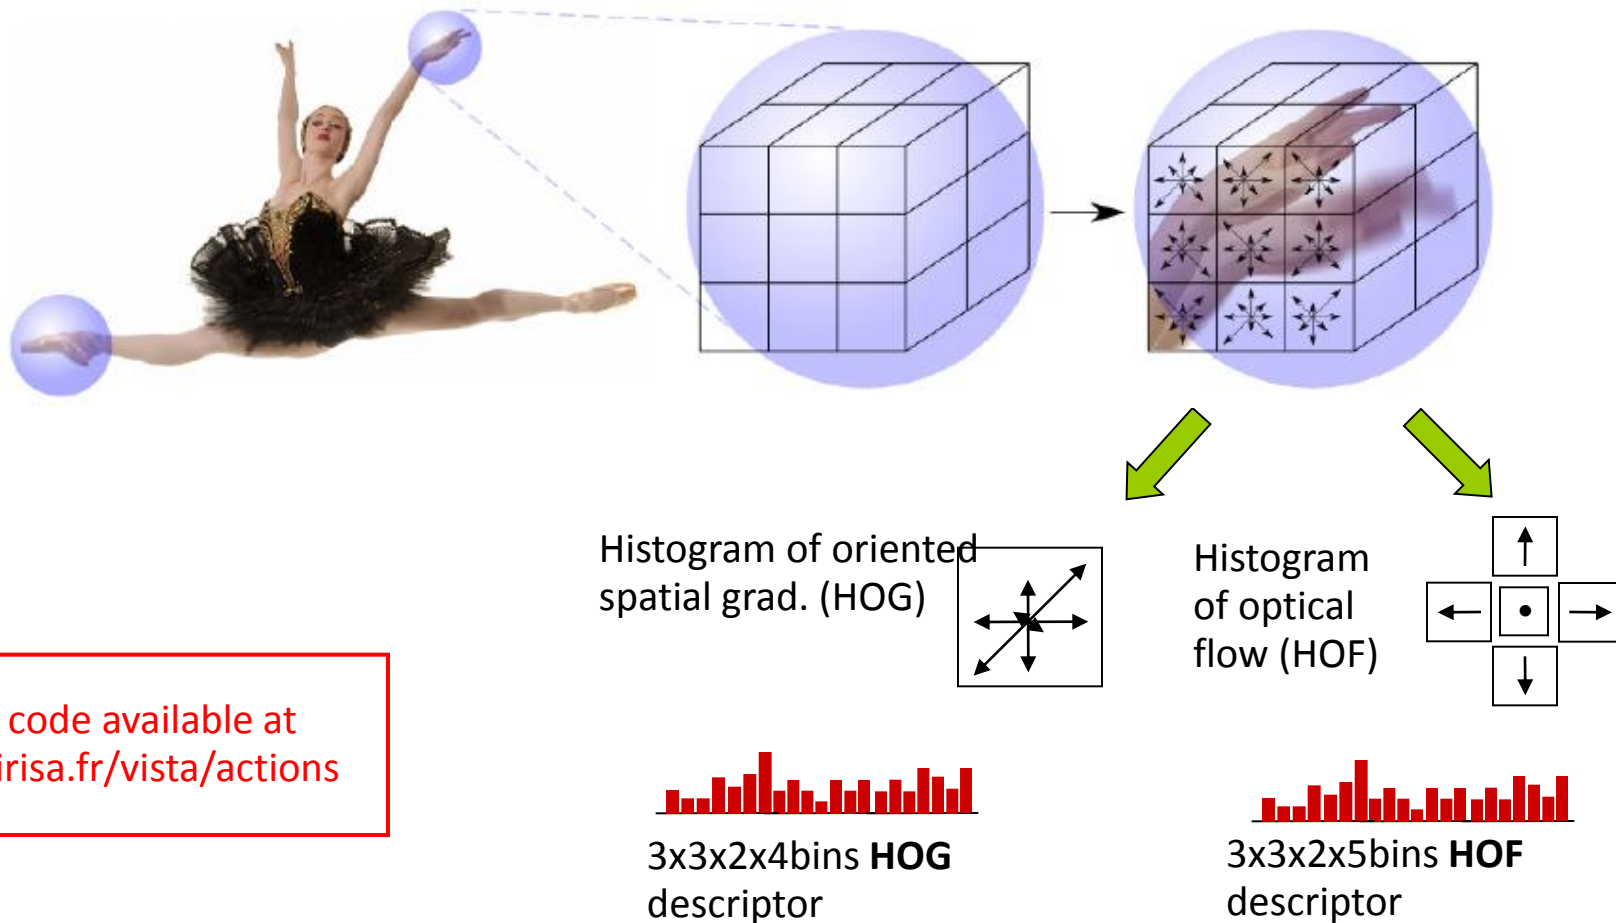 Histogram of oriented
spatial grad. (HOG)
Histogram
of optical
flow (HOF)
code available at
irisa.fr/vista/actions
3x3x2x4bins HOG
descriptor
3x3x2x5bins HOF
descriptor